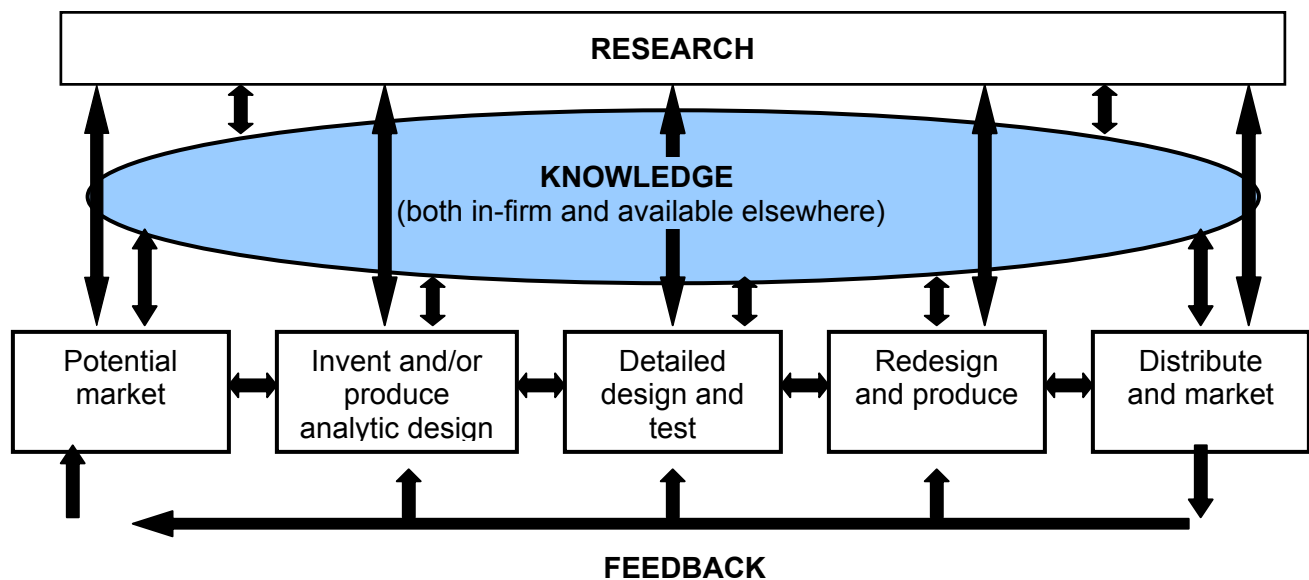 RESEARCH
KNOWLEDGE
(both in-firm and available elsewhere)
Potential
market
Invent and/or
produce
analytic design
Detailed
design and
test
Redesign
and produce
Distribute
and market
FEEDBACK